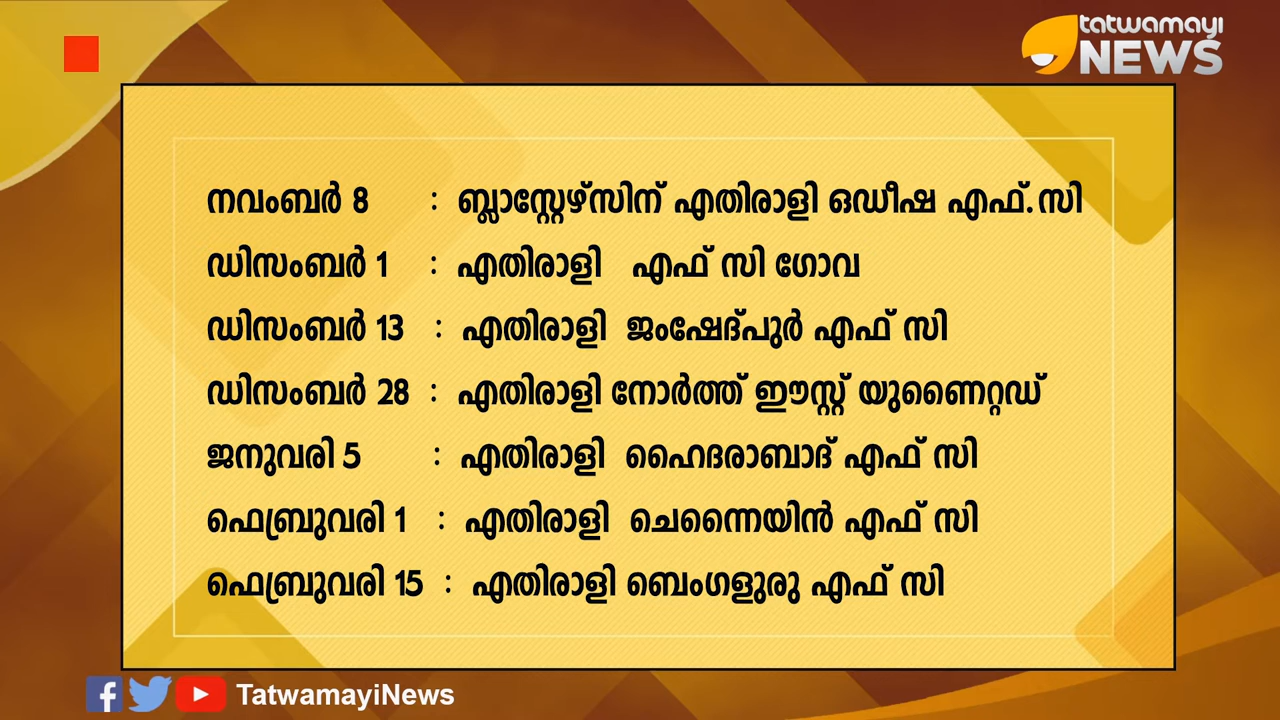 tatwamayi
NEWS
നവംബർ 8 : ബ്ലാസ്റ്റേഴ്സിന് എതിരാളി ഒഡീഷ എഫ്.സി
ഡിസംബർ 1 : എതിരാളി എഫ് സി ഗോവ
ഡിസംബർ 13 : എതിരാളി ജംഷേദ്പൂർ എഫ് സി
ഡിസംബർ 28 : എതിരാളി നോർത്ത് ഈസ്റ്റ് യുണൈറ്റഡ്
ജനുവരി 5 : എതിരാളി ഹൈദരാബാദ് എഫ് സി
ഫെബ്രുവരി 1 : എതിരാളി ചെന്നൈയിൻ എഫ് സി
ഫെബ്രുവരി 15 : എതിരാളി ബെംഗളുരു എഫ് സി
TatwamayiNews